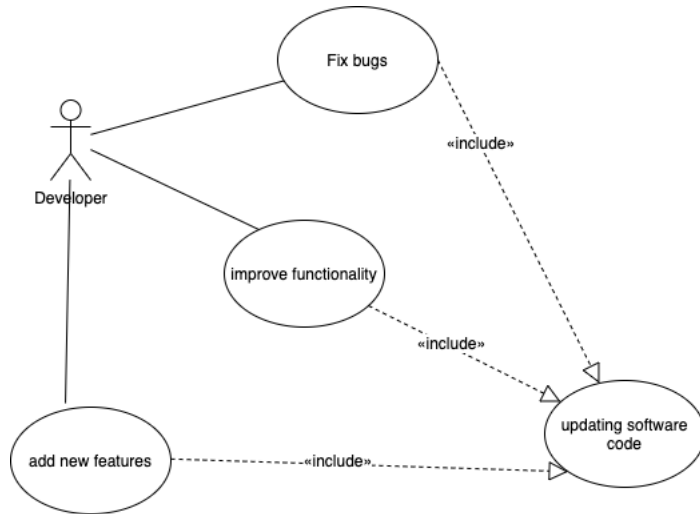 Fix bugs
«include»
Developer
improve functionality
«include»
updating software
code
add new features
«include»